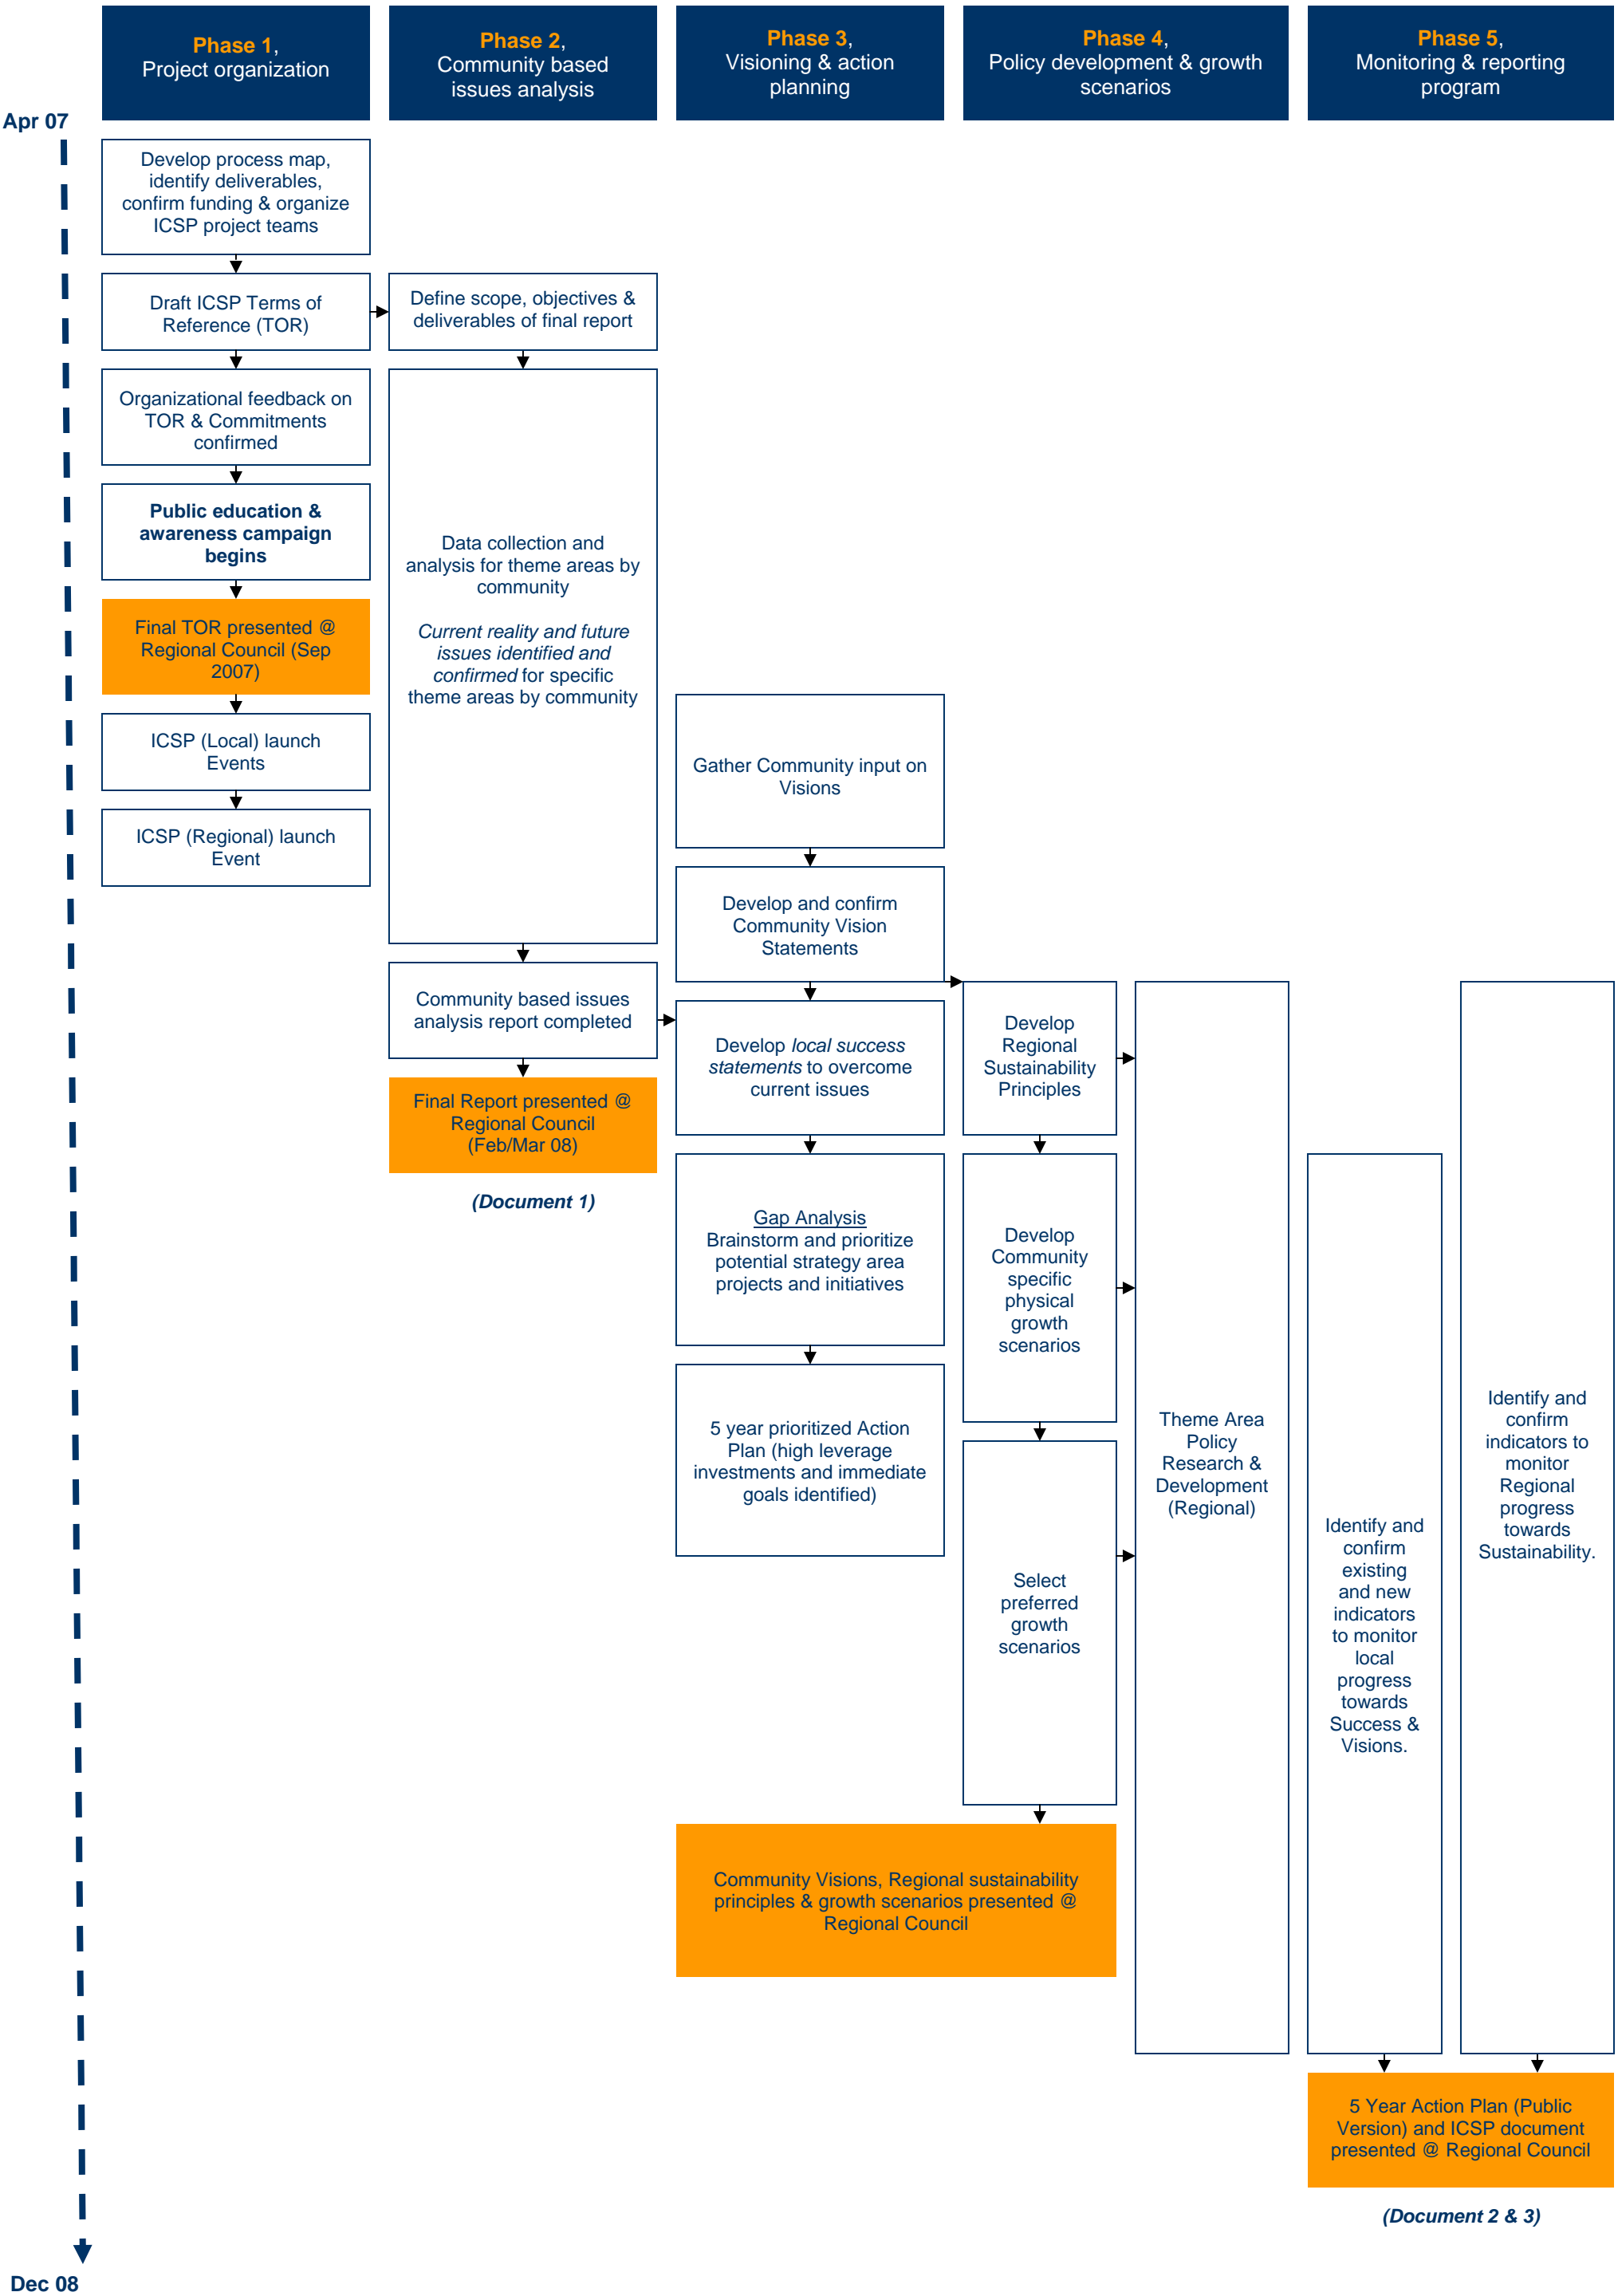 Phase 1,
Project organization
Phase 2,
Community based
issues analysis
Phase 3,
Visioning & action
planning
Phase 4,
Policy development & growth
scenarios
Phase 5,
Monitoring & reporting
program
Apr 07
Develop process map,
identify deliverables,
confirm funding & organize
ICSP project teams
Draft ICSP Terms of
Reference (TOR)
Organizational feedback on
TOR & Commitments
confirmed
Public education &
awareness campaign
begins
Final TOR presented @
Regional Council (Sep
2007)
ICSP (Local) launch
Events
ICSP (Regional) launch
Event
Define scope, objectives &
deliverables of final report
Data collection and
analysis for theme areas by
community
Current reality and future
issues identified and
confirmed for specific
theme areas by community
Community based issues
analysis report completed
Final Report presented @
Regional Council
(Feb/Mar 08)
(Document 1)
Gather Community input on
Visions
Develop and confirm
Community Vision
Statements
Develop local success
statements to overcome
current issues
Gap Analysis
Brainstorm and prioritize
potential strategy area
projects and initiatives
5 year prioritized Action
Plan (high leverage
investments and immediate
goals identified)
Develop
Regional
Sustainability
Principles
Develop
Community
specific
physical
growth
scenarios
Select
preferred
growth
scenarios
Community Visions, Regional sustainability
principles & growth scenarios presented @
Regional Council
Theme Area
Policy
Research &
Development
(Regional)
Identify and
confirm
existing
and new
indicators
to monitor
local
progress
towards
Success &
Visions.
Identify and
confirm
indicators to
monitor
Regional
progress
towards
Sustainability.
5 Year Action Plan (Public
Version) and ICSP document
presented @ Regional Council
(Document 2 & 3)
Dec 08